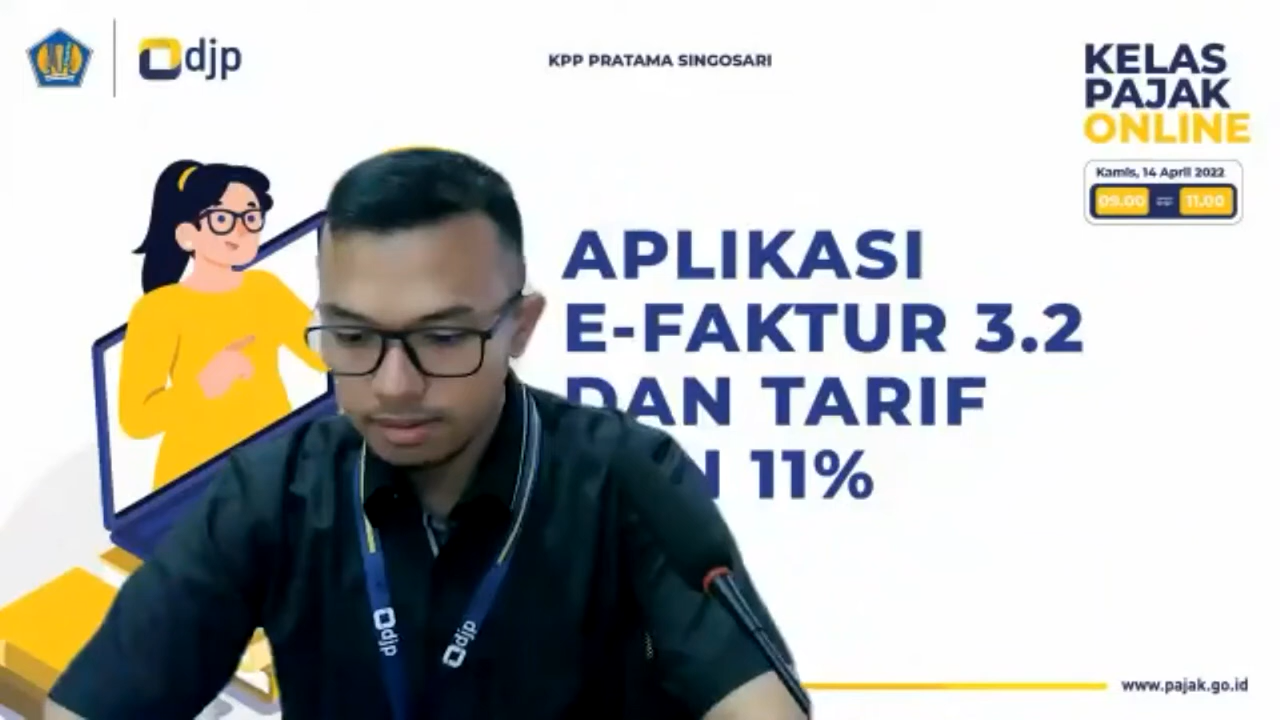 djp
KPP PRATAMA SINGOSARI
KELAS
PAJAK
ONLINE
Kamis, 14 April 2022
09.00 11.00
APLIKASI
E-FAKTUR 3.2
DAN TARIF
11%
djp
djp
www.pajak.go.id